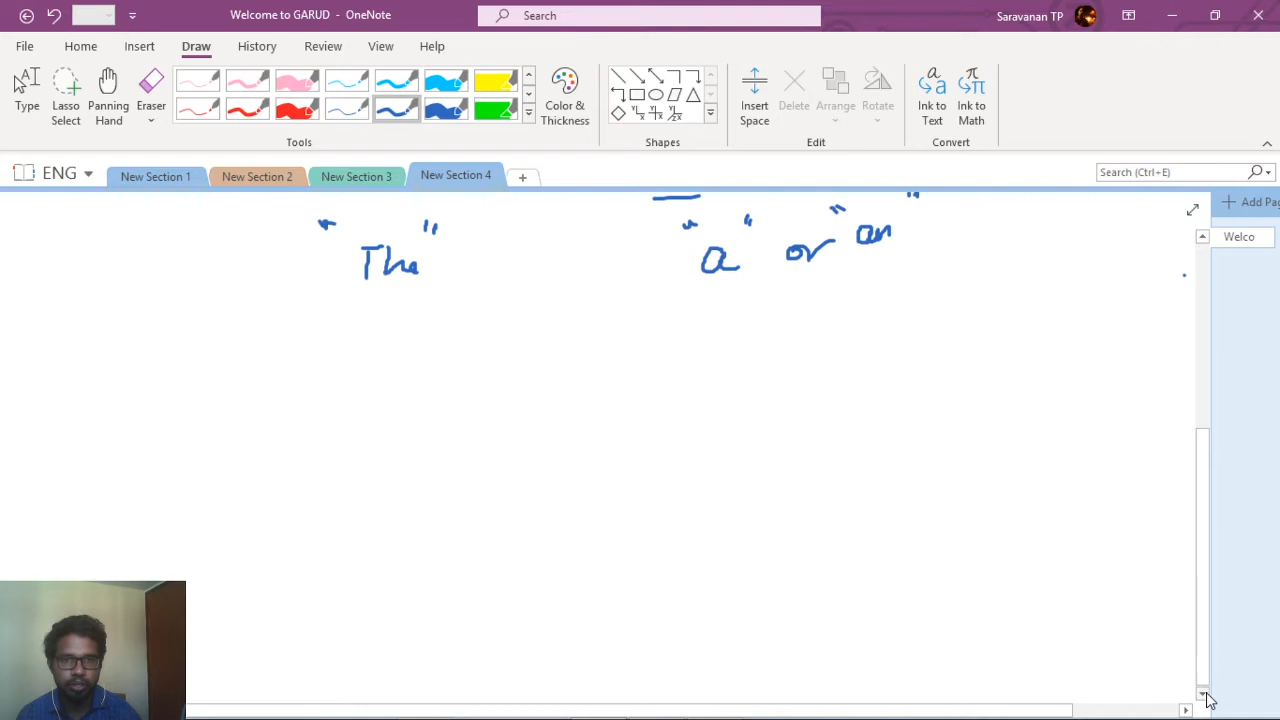 Welcome to GARUD - OneNote
Search
Saravanan TP
File Home Insert Draw History Review View Help
Type
Lasso Select
Panning Hand
Eraser
Color & Thickness
Insert Space
Delete
Arrange
Rotate
Ink to Text
Ink to Math
Tools
Shapes
Edit
Convert
ENG
New Section 1
New Section 2
New Section 3
New Section 4
Search (Ctrl+E)
Add Pag
Welco
" The " " a " or " an "